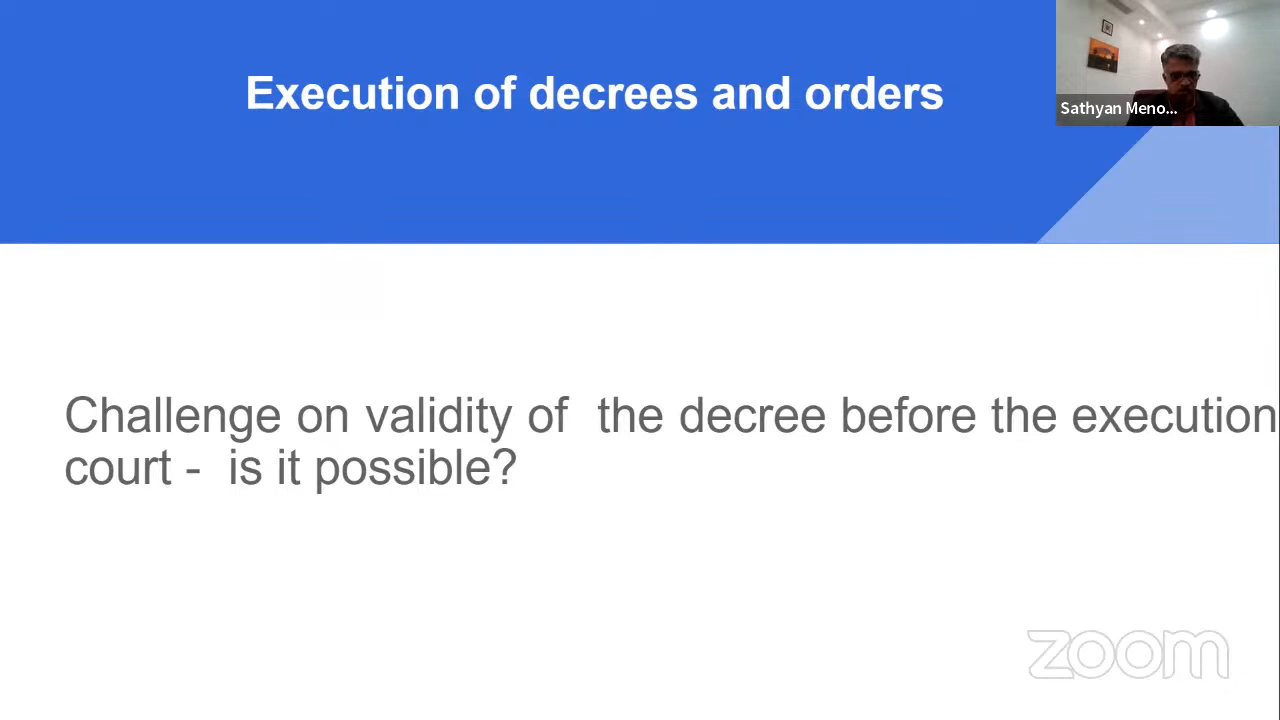 Execution of decrees and orders
Sathyan Meno...
Challenge on validity of  the decree before the execution
court -  is it possible?
zoom